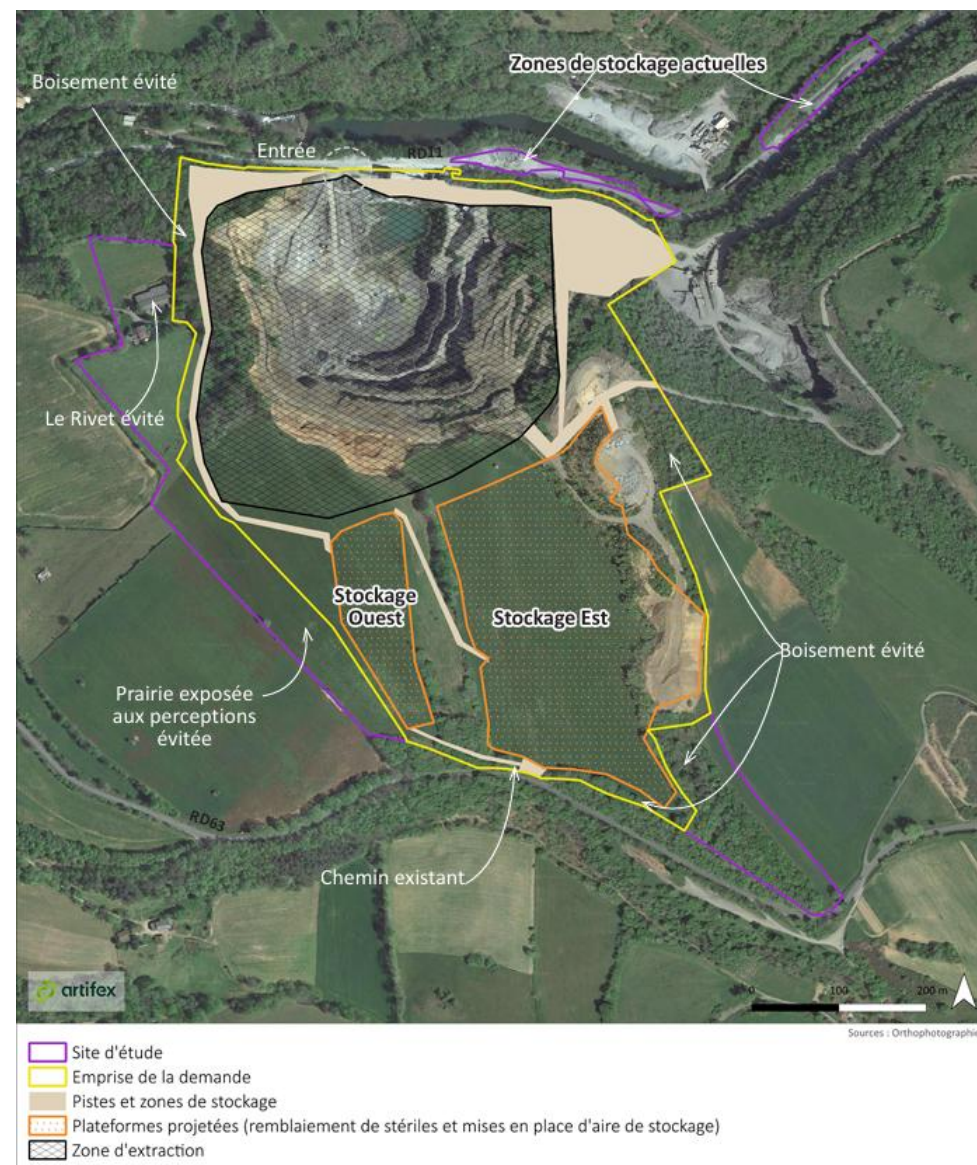 Boisement évité
Zones de stockage actuelles
Entrée
RD11
Le Rivet évité
Stockage
Ouest
Stockage Est
Boisement évité
Prairie exposée
aux perceptions
évitée
RD63
Chemin existant
artifex
0 100 200 m
Sources : Orthophotographie
Site d'étude
Emprise de la demande
Pistes et zones de stockage
Plateformes projetées (remblaiement de stériles et mises en place d'aire de stockage)
Zone d'extraction